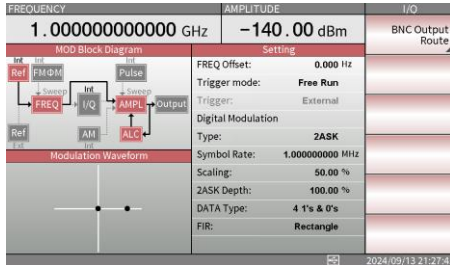 FREQUENCY AMPLITUDE I/Q
1.000000000000 GHz -140.00 dBm BNC Output Route
MOD Block Diagram
Int Int
Ref FMΦM Pulse
Sweep Int Sweep
FREQ I/Q AMPL Output
Ref AM ALC
Ext Int
Modulation Waveform
Setting
FREQ Offset: 0.000 Hz
Trigger mode: Free Run
Trigger: External
Digital Modulation
Type: 2ASK
Symbol Rate: 1.000000000 MHz
Scaling: 50.00 %
2ASK Depth: 100.00 %
DATA Type: 4 1's & 0's
FIR: Rectangle
2024/09/13 21:27:4